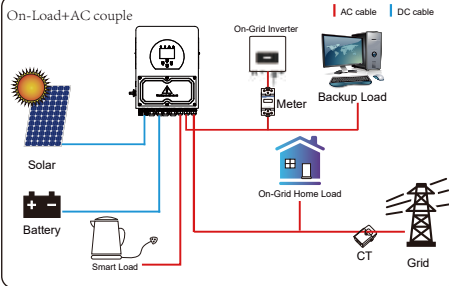 On-Load+AC couple
AC cable
DC cable
On-Grid Inverter
Meter
Backup Load
Solar
On-Grid Home Load
Battery
Smart Load
CT
Grid